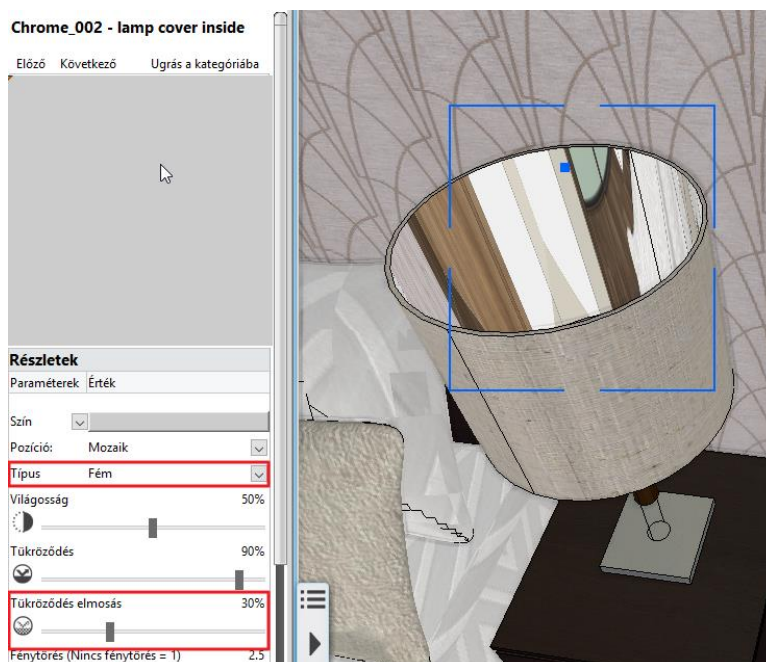 Chrome_002 - lamp cover inside
Előző Következő Ugrás a kategóriába
Részletek
Paraméterek Érték
Szín
Pozíció: Mozaik
Típus Fém
Világosság 50%
Tükröződés 90%
Tükröződés elmosás 30%
Fénytörés (Nincs fénytörés = 1) 2.5